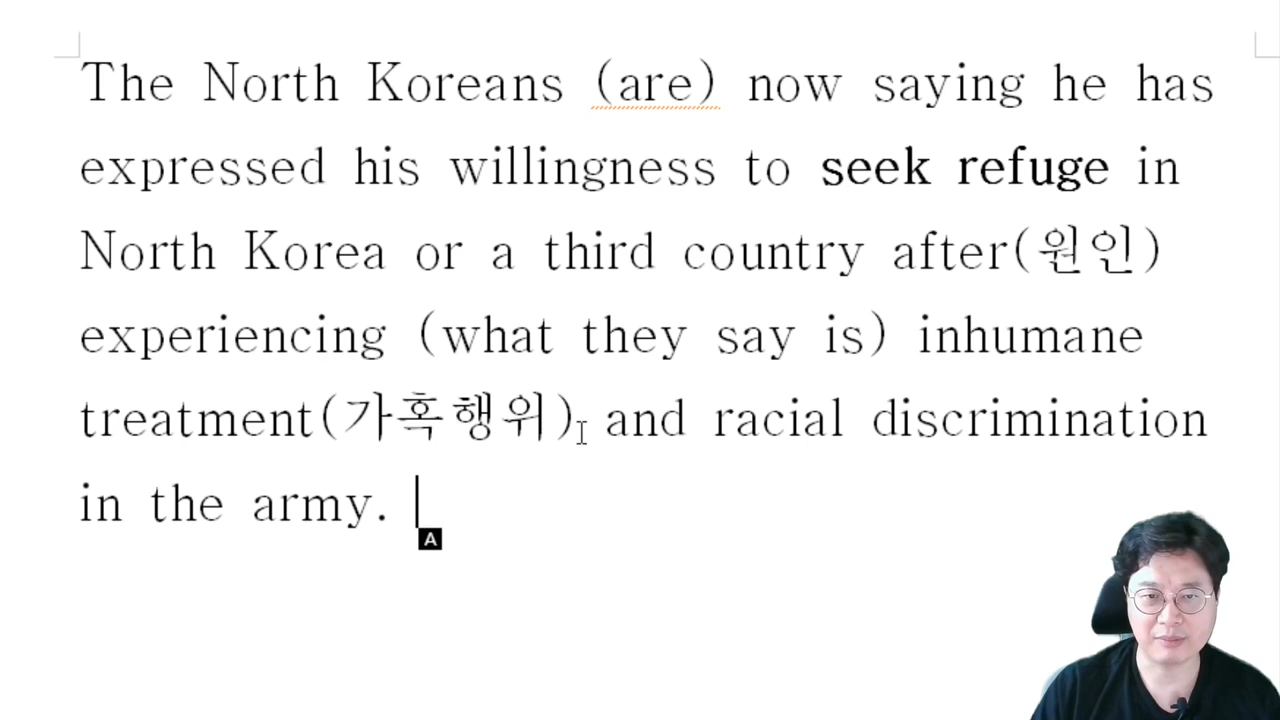 The North Koreans (are) now saying he has
expressed his willingness to seek refuge in
North Korea or a third country after(원인)
experiencing (what they say is) inhumane
treatment(가혹행위), and racial discrimination
in the army.
A